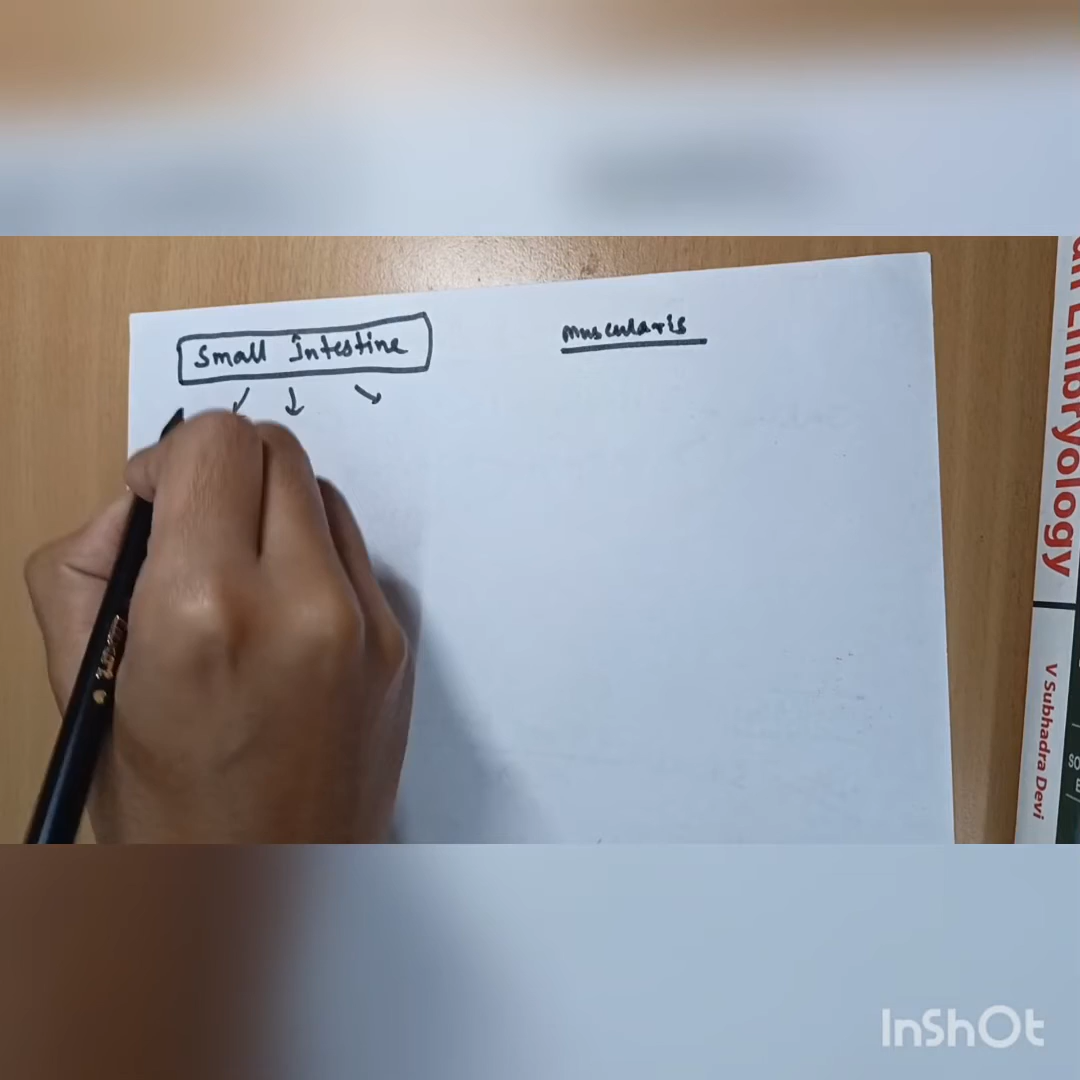 Small Intestine
muscularis
Embryology
V Subhadra Devi
InShOt